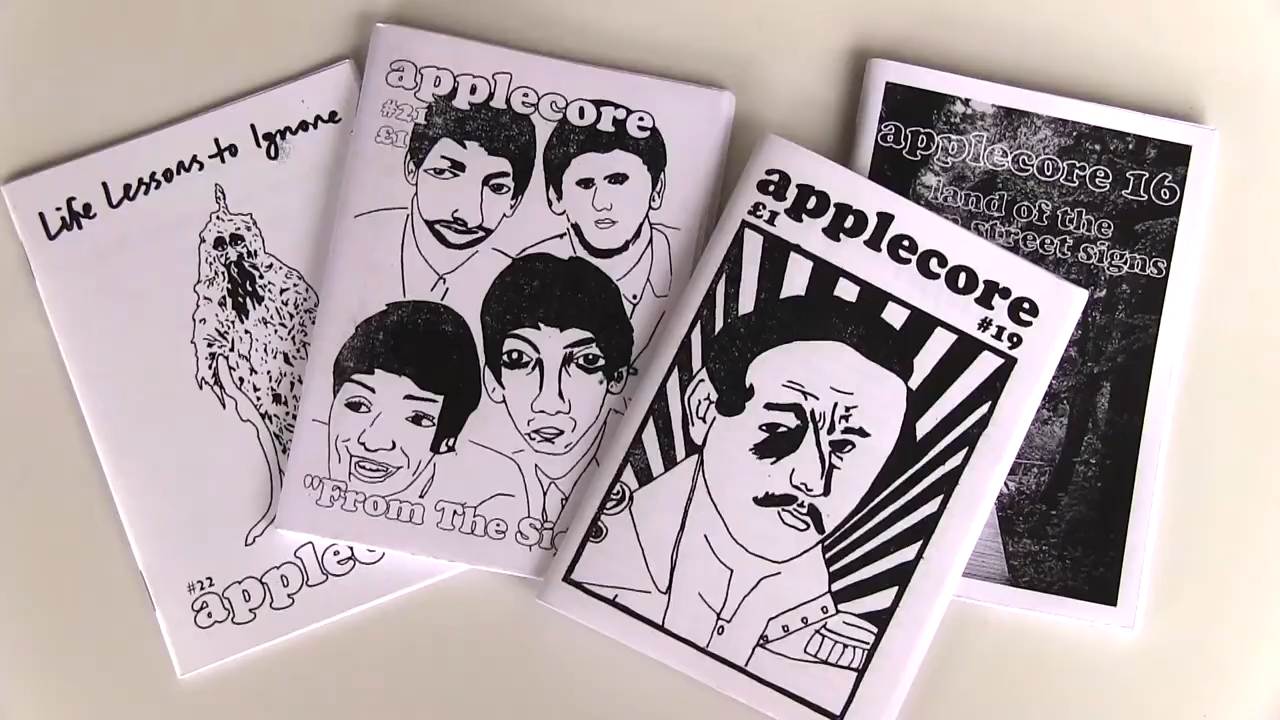 Life Lessons to Ignore
#22
applec
applecore
#21
£1
"From The Si
applecore
£1
#19
applecore 16
land of the
street signs